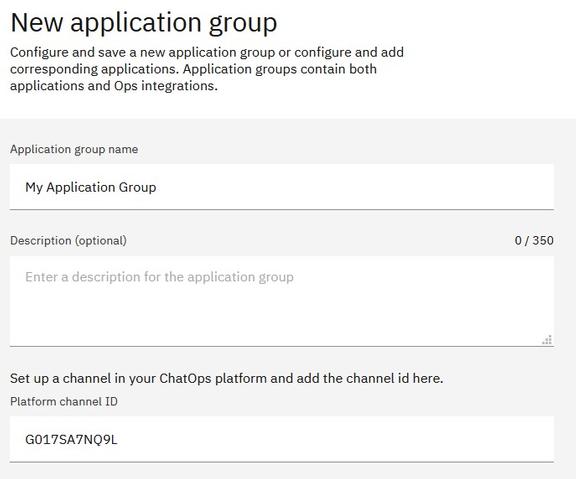 New application group
Configure and save a new application group or configure and add
corresponding applications. Application groups contain both
applications and Ops integrations.
Application group name
My Application Group
Description (optional)
0 / 350
Enter a description for the application group
Set up a channel in your ChatOps platform and add the channel id here.
Platform channel ID
G017SA7NQ9L